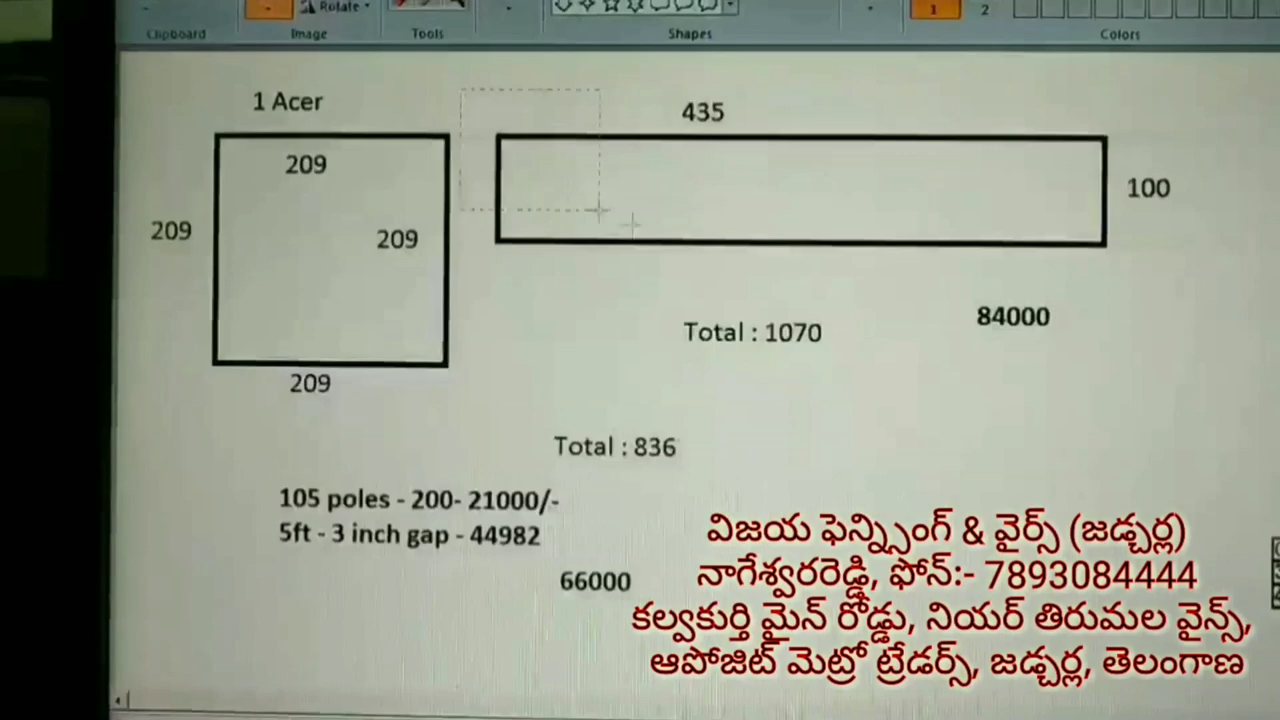 Rotate
1
2
Clipboard
Image
Tools
Shapes
Colors
1 Acer
435
209
100
209
209
84000
Total : 1070
209
Total : 836
105 poles - 200- 21000/-
5ft - 3 inch gap - 44982
66000
విజయ ఫెన్న్సింగ్ & వైర్స్ (జడ్చర్ల)
నాగేశ్వరరెడ్డి, ఫోన్:- 7893084444
కల్వకుర్తి మైన్ రోడ్డు, నియర్ తిరుమల వైన్స్,
ఆపోజిట్ మెట్రో ట్రేడర్స్, జడ్చర్ల, తెలంగాణ